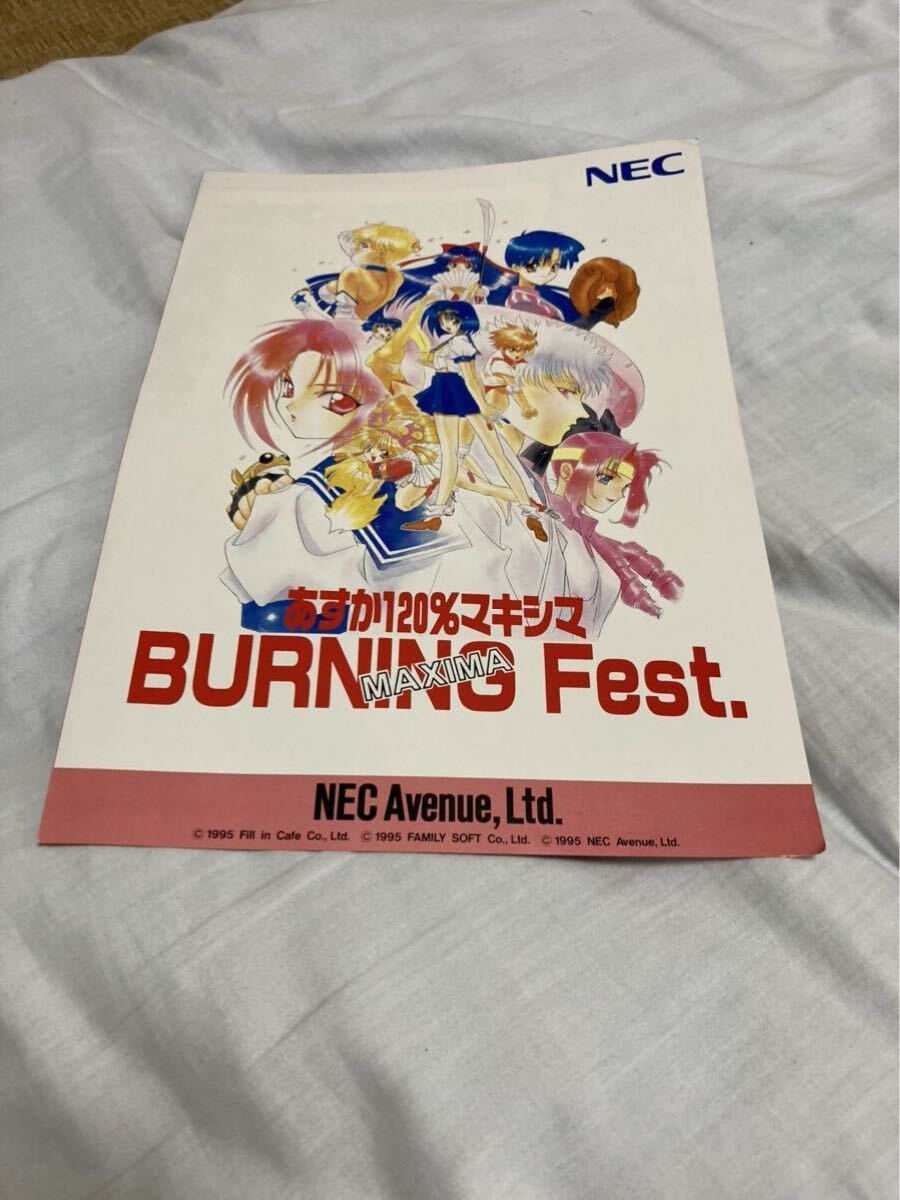 NEC
あすか120%マキシマ
BURNING Fest.
MAXIMA
NEC Avenue, Ltd.
© 1995 Fill in Cafe Co., Ltd. © 1995 FAMILY SOFT Co., Ltd. © 1995 NEC Avenue, Ltd.